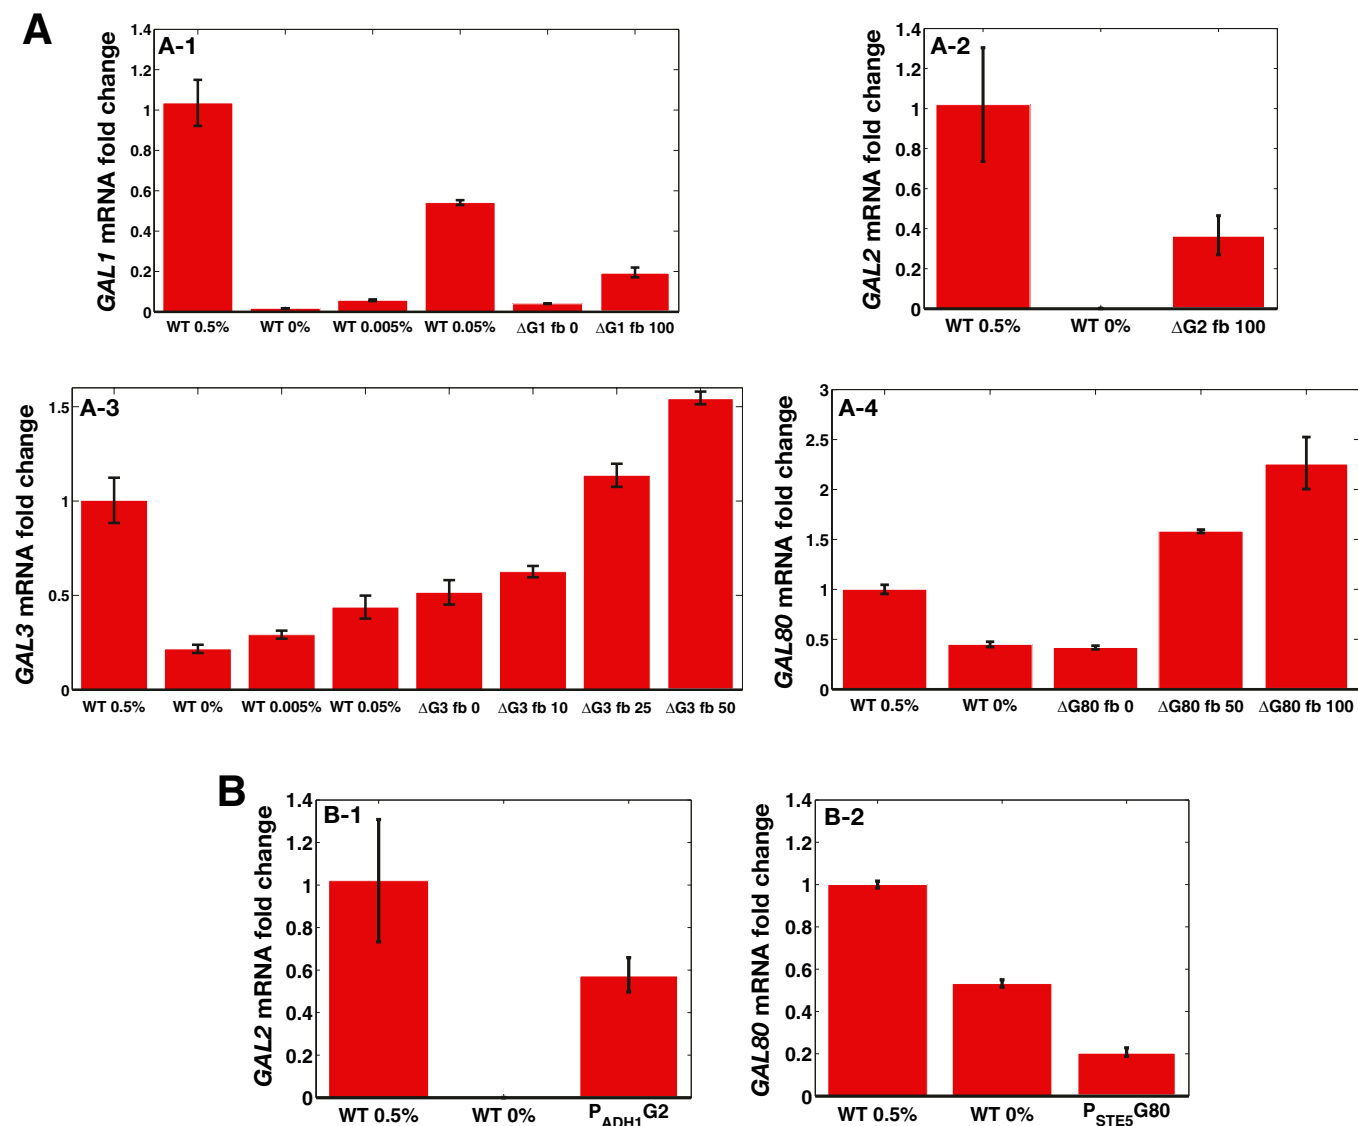 A
A-1
GAL1 mRNA fold change
1.4
1.2
1
0.8
0.6
0.4
0.2
0
WT 0.5% WT 0% WT 0.005% WT 0.05% ΔG1 fb 0 ΔG1 fb 100
A-2
GAL2 mRNA fold change
1.4
1.2
1
0.8
0.6
0.4
0.2
0
WT 0.5% WT 0% ΔG2 fb 100
A-3
GAL3 mRNA fold change
1.5
1
0.5
0
WT 0.5% WT 0% WT 0.005% WT 0.05% ΔG3 fb 0 ΔG3 fb 10 ΔG3 fb 25 ΔG3 fb 50
A-4
GAL80 mRNA fold change
3
2.5
2
1.5
1
0.5
0
WT 0.5% WT 0% ΔG80 fb 0 ΔG80 fb 50 ΔG80 fb 100
B
B-1
GAL2 mRNA fold change
1.4
1.2
1
0.8
0.6
0.4
0.2
0
WT 0.5% WT 0% PADH1G2
B-2
GAL80 mRNA fold change
1.4
1.2
1
0.8
0.6
0.4
0.2
0
WT 0.5% WT 0% PSTE5G80